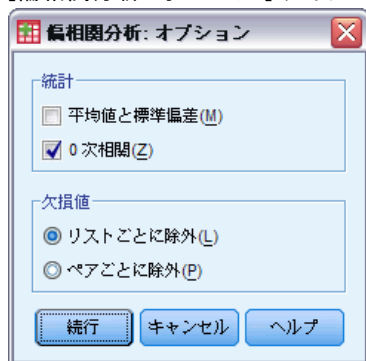 偏相関分析: オプション
統計
平均値と標準偏差(M)
0 次相関(Z)
欠損値
リストごとに除外(L)
ペアごとに除外(P)
続行 キャンセル ヘルプ